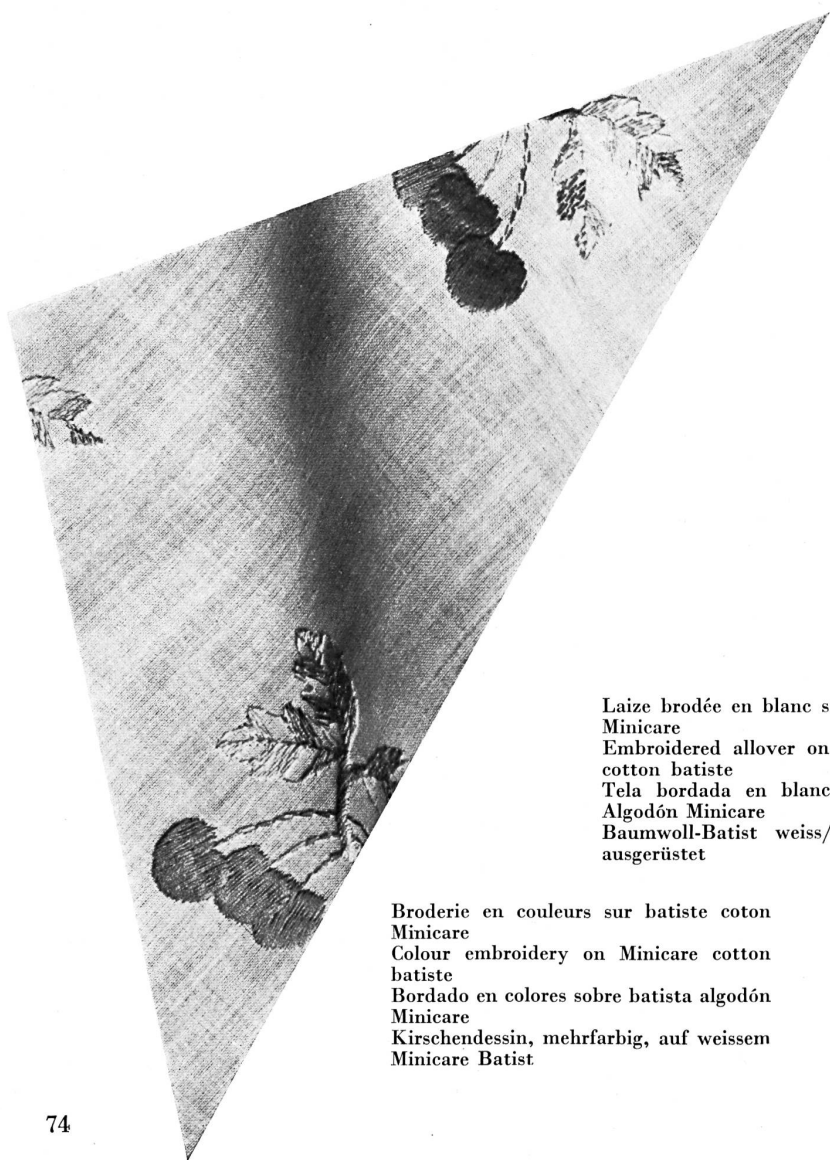 Laize brodée en blanc s
Minicare
Embroidered allover on
cotton batiste
Tela bordada en blanc
Algodón Minicare
Baumwoll-Batist weiss/
ausgerüstet
Broderie en couleurs sur batiste coton
Minicare
Colour embroidery on Minicare cotton
batiste
Bordado en colores sobre batista algodón
Minicare
Kirschendessin, mehrfarbig, auf weissem
Minicare Batist
74